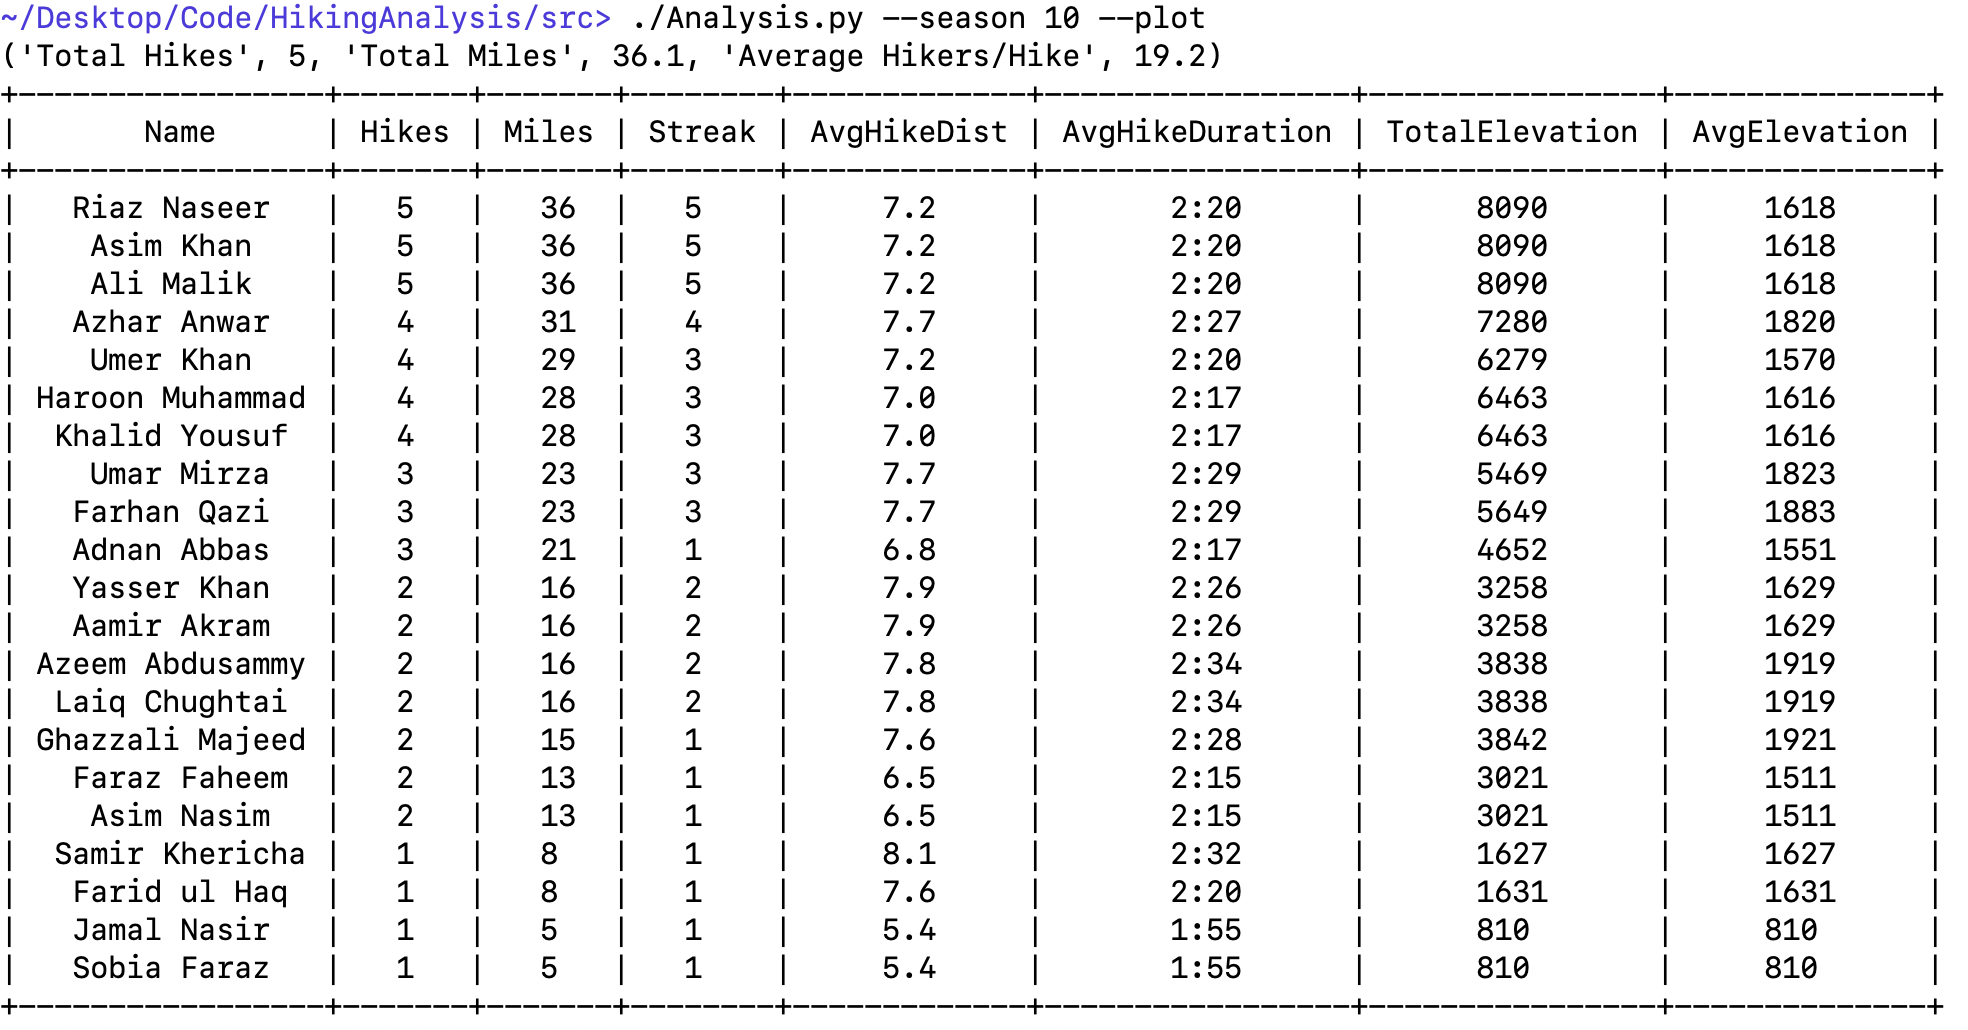 ~/Desktop/Code/HikingAnalysis/src> ./Analysis.py --season 10 --plot
('Total Hikes', 5, 'Total Miles', 36.1, 'Average Hikers/Hike', 19.2)
+-----------------+-------+-------+--------+-------------+-----------------+----------------+--------------+
|       Name      | Hikes | Miles | Streak | AvgHikeDist | AvgHikeDuration | TotalElevation | AvgElevation |
+-----------------+-------+-------+--------+-------------+-----------------+----------------+--------------+
|   Riaz Naseer   |   5   |   36  |   5    |     7.2     |       2:20      |      8090      |     1618     |
|    Asim Khan    |   5   |   36  |   5    |     7.2     |       2:20      |      8090      |     1618     |
|    Ali Malik    |   5   |   36  |   5    |     7.2     |       2:20      |      8090      |     1618     |
|   Azhar Anwar   |   4   |   31  |   4    |     7.7     |       2:27      |      7280      |     1820     |
|    Umer Khan    |   4   |   29  |   3    |     7.2     |       2:20      |      6279      |     1570     |
| Haroon Muhammad |   4   |   28  |   3    |     7.0     |       2:17      |      6463      |     1616     |
|  Khalid Yousuf  |   4   |   28  |   3    |     7.0     |       2:17      |      6463      |     1616     |
|    Umar Mirza   |   3   |   23  |   3    |     7.7     |       2:29      |      5469      |     1823     |
|   Farhan Qazi   |   3   |   23  |   3    |     7.7     |       2:29      |      5649      |     1883     |
|   Adnan Abbas   |   3   |   21  |   1    |     6.8     |       2:17      |      4652      |     1551     |
|   Yasser Khan   |   2   |   16  |   2    |     7.9     |       2:26      |      3258      |     1629     |
|   Aamir Akram   |   2   |   16  |   2    |     7.9     |       2:26      |      3258      |     1629     |
| Azeem Abdusammy |   2   |   16  |   2    |     7.8     |       2:34      |      3838      |     1919     |
|  Laiq Chughtai  |   2   |   16  |   2    |     7.8     |       2:34      |      3838      |     1919     |
| Ghazzali Majeed |   2   |   15  |   1    |     7.6     |       2:28      |      3842      |     1921     |
|   Faraz Faheem  |   2   |   13  |   1    |     6.5     |       2:15      |      3021      |     1511     |
|    Asim Nasim   |   2   |   13  |   1    |     6.5     |       2:15      |      3021      |     1511     |
|  Samir Khericha |   1   |   8   |   1    |     8.1     |       2:32      |      1627      |     1627     |
|   Farid ul Haq  |   1   |   8   |   1    |     7.6     |       2:20      |      1631      |     1631     |
|   Jamal Nasir   |   1   |   5   |   1    |     5.4     |       1:55      |      810       |     810      |
|   Sobia Faraz   |   1   |   5   |   1    |     5.4     |       1:55      |      810       |     810      |
+-----------------+-------+-------+--------+-------------+-----------------+----------------+--------------+